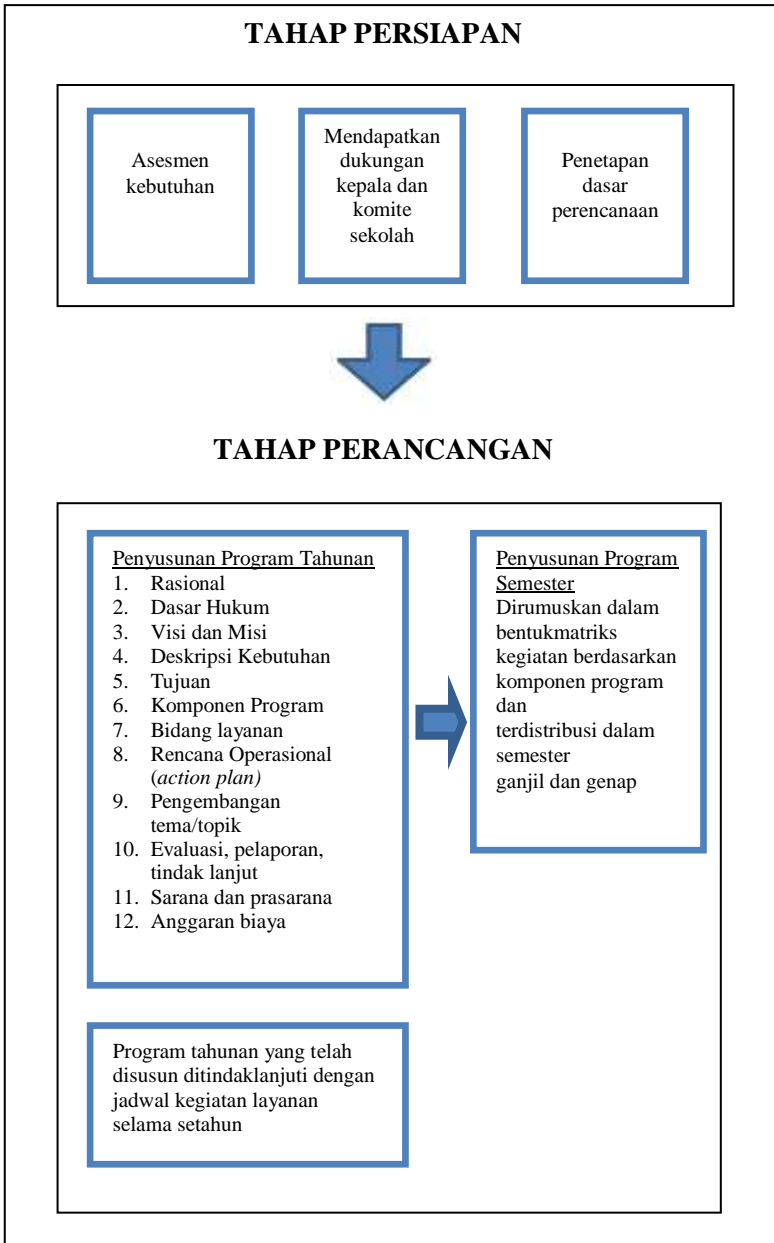 TAHAP PERSIAPAN
Asesmen
kebutuhan
Mendapatkan
dukungan
kepala dan
komite
sekolah
Penetapan
dasar
perencanaan
TAHAP PERANCANGAN
Penyusunan Program Tahunan
1. Rasional
2. Dasar Hukum
3. Visi dan Misi
4. Deskripsi Kebutuhan
5. Tujuan
6. Komponen Program
7. Bidang layanan
8. Rencana Operasional
(action plan)
9. Pengembangan
tema/topik
10. Evaluasi, pelaporan,
tindak lanjut
11. Sarana dan prasarana
12. Anggaran biaya
Penyusunan Program
Semester
Dirumuskan dalam
bentukmatriks
kegiatan berdasarkan
komponen program
dan
terdistribusi dalam
semester
ganjil dan genap
Program tahunan yang telah
disusun ditindaklanjuti dengan
jadwal kegiatan layanan
selama setahun